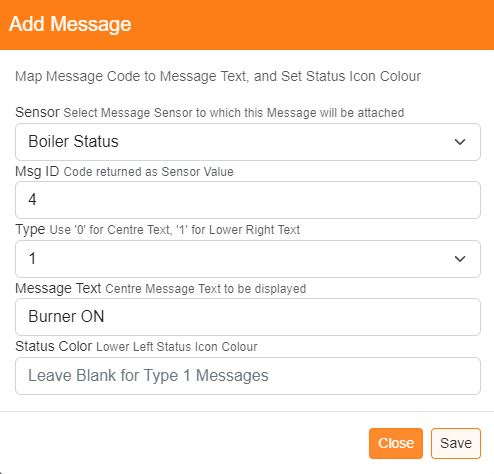 Add Message
Map Message Code to Message Text, and Set Status Icon Colour
Sensor Select Message Sensor to which this Message will be attached
Boiler Status
Msg ID Code returned as Sensor Value
4
Type Use '0' for Centre Text, '1' for Lower Right Text
1
Message Text Centre Message Text to be displayed
Burner ON
Status Color Lower Left Status Icon Colour
Leave Blank for Type 1 Messages
Close Save